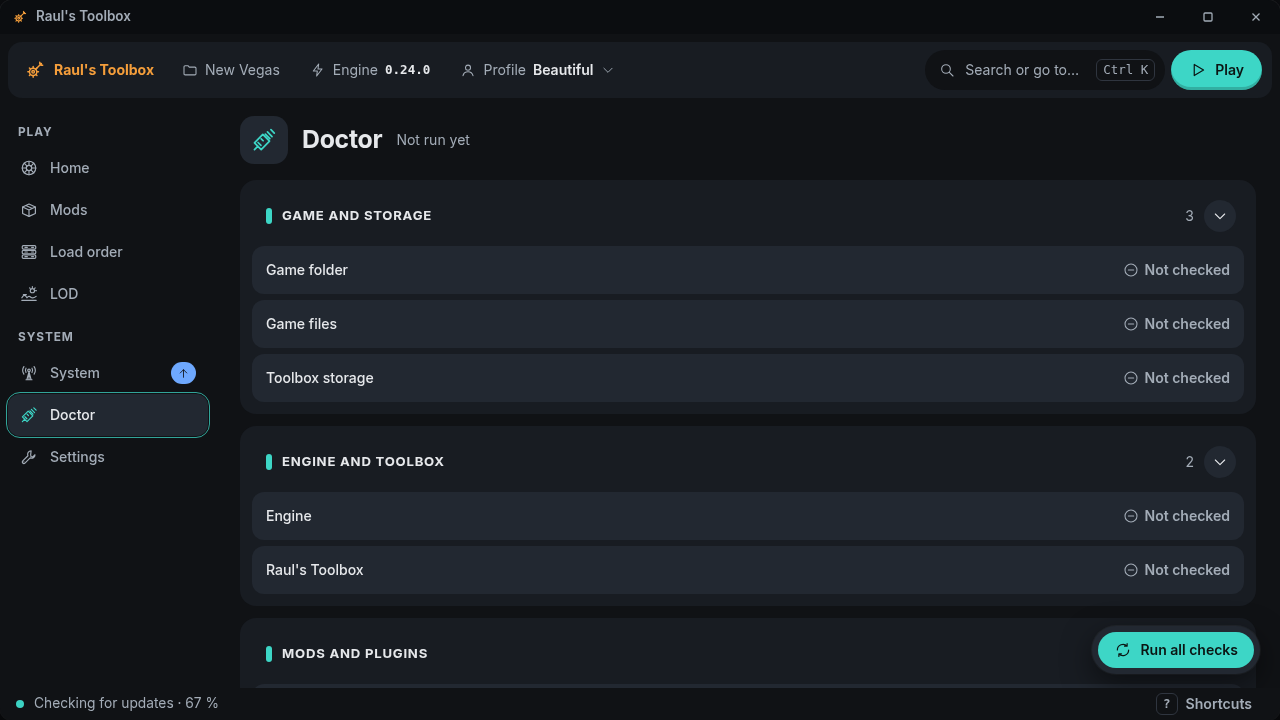 Raul's Toolbox
Raul's Toolbox
New Vegas
Engine 0.24.0
Profile Beautiful
Search or go to...
Ctrl K
Play
PLAY
Home
Mods
Load order
LOD
SYSTEM
System
Doctor
Settings
Doctor
Not run yet
GAME AND STORAGE
3
Game folder
Not checked
Game files
Not checked
Toolbox storage
Not checked
ENGINE AND TOOLBOX
2
Engine
Not checked
Raul's Toolbox
Not checked
MODS AND PLUGINS
Run all checks
Checking for updates · 67 %
? Shortcuts